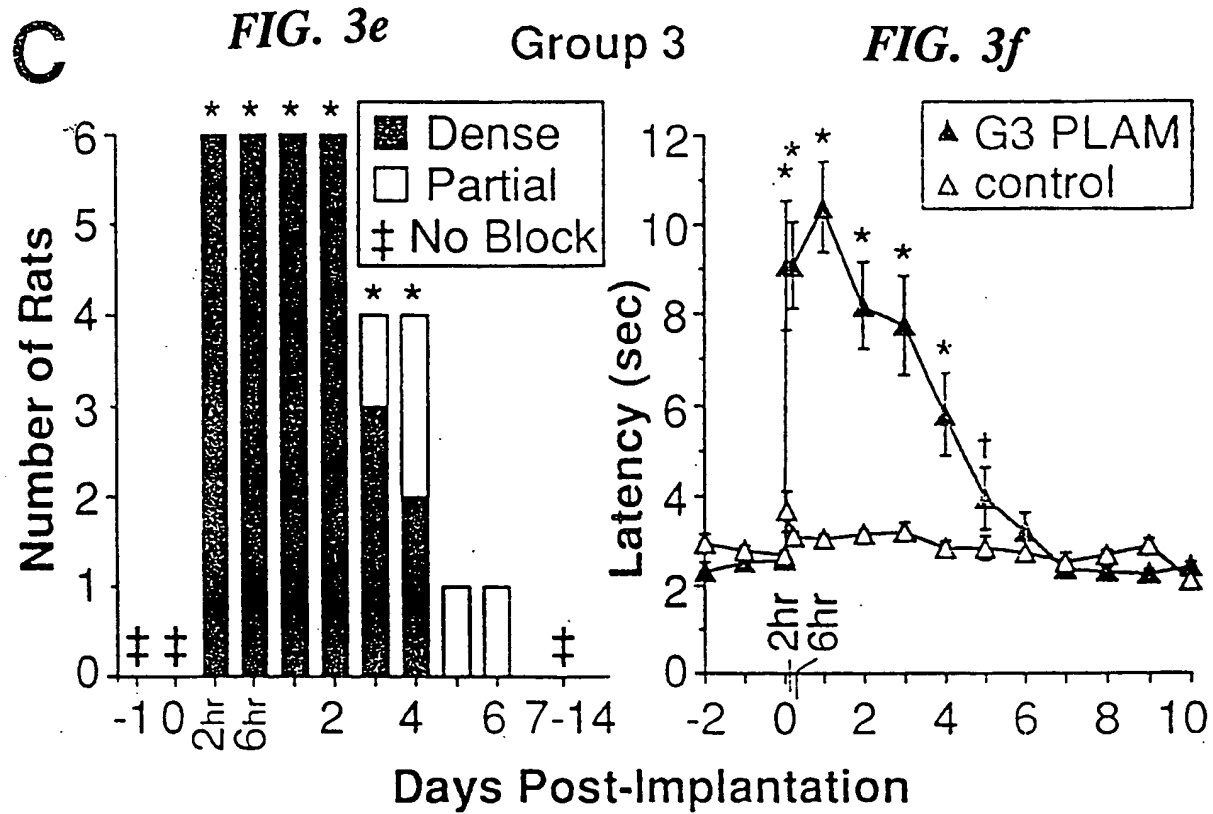 C
FIG. 3e
Group 3
FIG. 3f
* * * *
Dense
Partial
‡ No Block
* *
‡ ‡
‡
6
5
4
3
2
1
0
Number of Rats
-1 0 2hr 6hr 2 4 6 7-14
G3 PLAM
control
* * * * * * †
12
10
8
6
4
2
0
Latency (sec)
2hr
6hr
-2 0 2 4 6 8 10
Days Post-Implantation